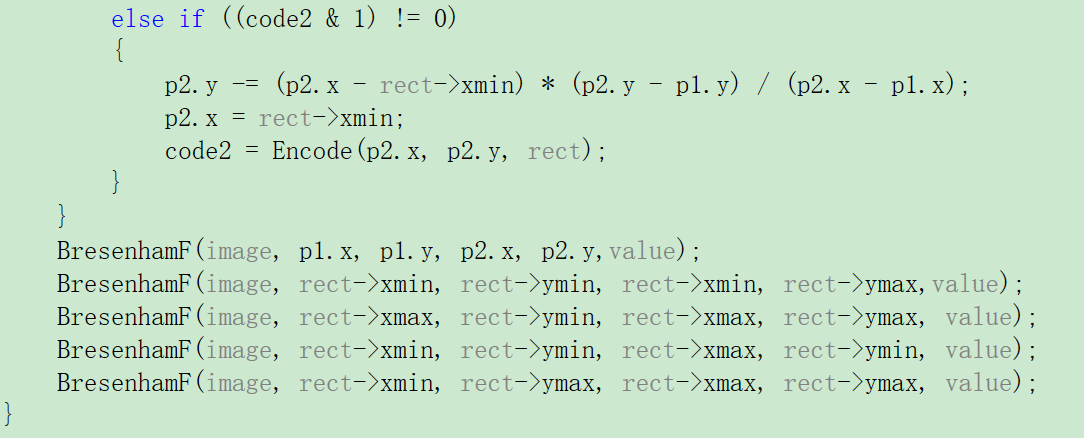 else if ((code2 & 1) != 0)
{
p2.y -= (p2.x - rect->xmin) * (p2.y - p1.y) / (p2.x - p1.x);
p2.x = rect->xmin;
code2 = Encode(p2.x, p2.y, rect);
}
}
BresenhamF(image, p1.x, p1.y, p2.x, p2.y,value);
BresenhamF(image, rect->xmin, rect->ymin, rect->xmin, rect->ymax,value);
BresenhamF(image, rect->xmax, rect->ymin, rect->xmax, rect->ymax, value);
BresenhamF(image, rect->xmin, rect->ymin, rect->xmax, rect->ymin, value);
BresenhamF(image, rect->xmin, rect->ymax, rect->xmax, rect->ymax, value);
}